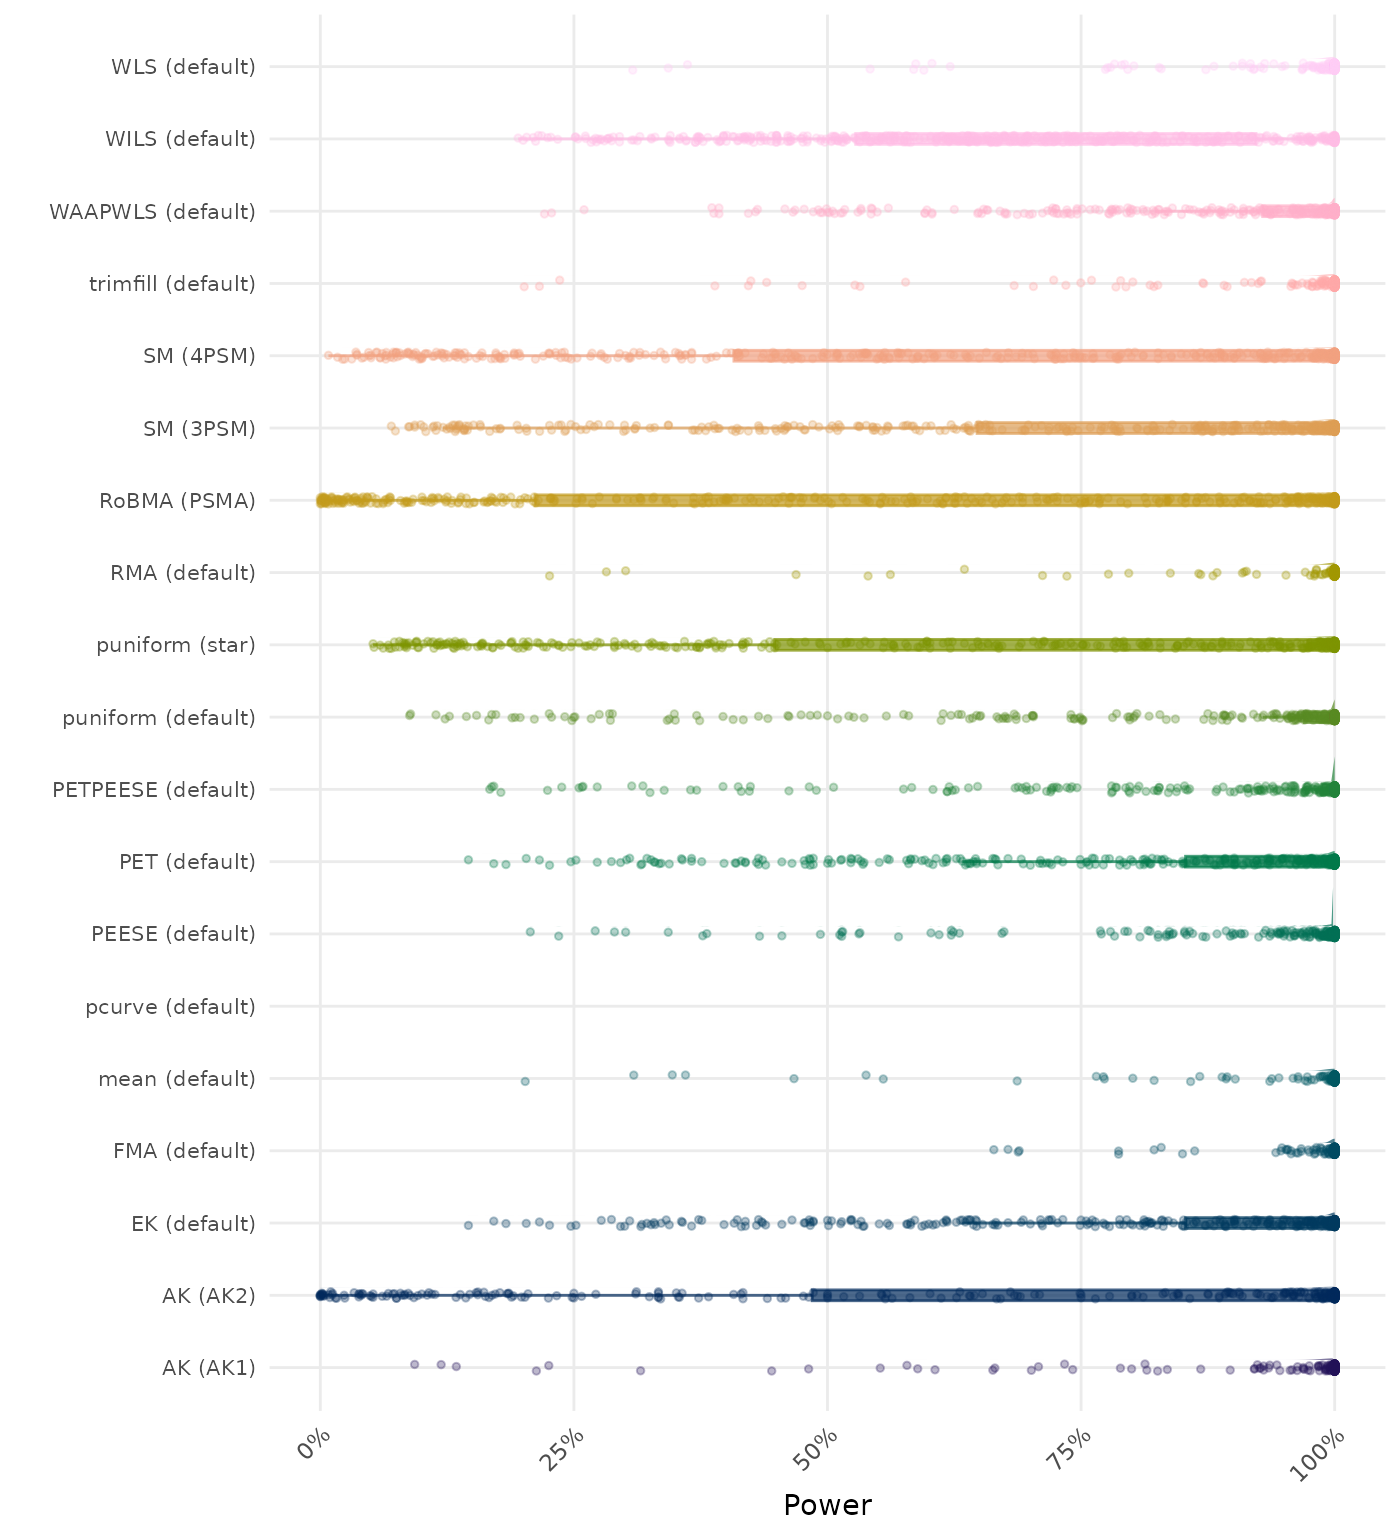 WLS (default)
WILS (default)
WAAPWLS (default)
trimfill (default)
SM (4PSM)
SM (3PSM)
RoBMA (PSMA)
RMA (default)
puniform (star)
puniform (default)
PETPEESE (default)
PET (default)
PEESE (default)
pcurve (default)
mean (default)
FMA (default)
EK (default)
AK (AK2)
AK (AK1)
0%
25%
50%
75%
100%
Power